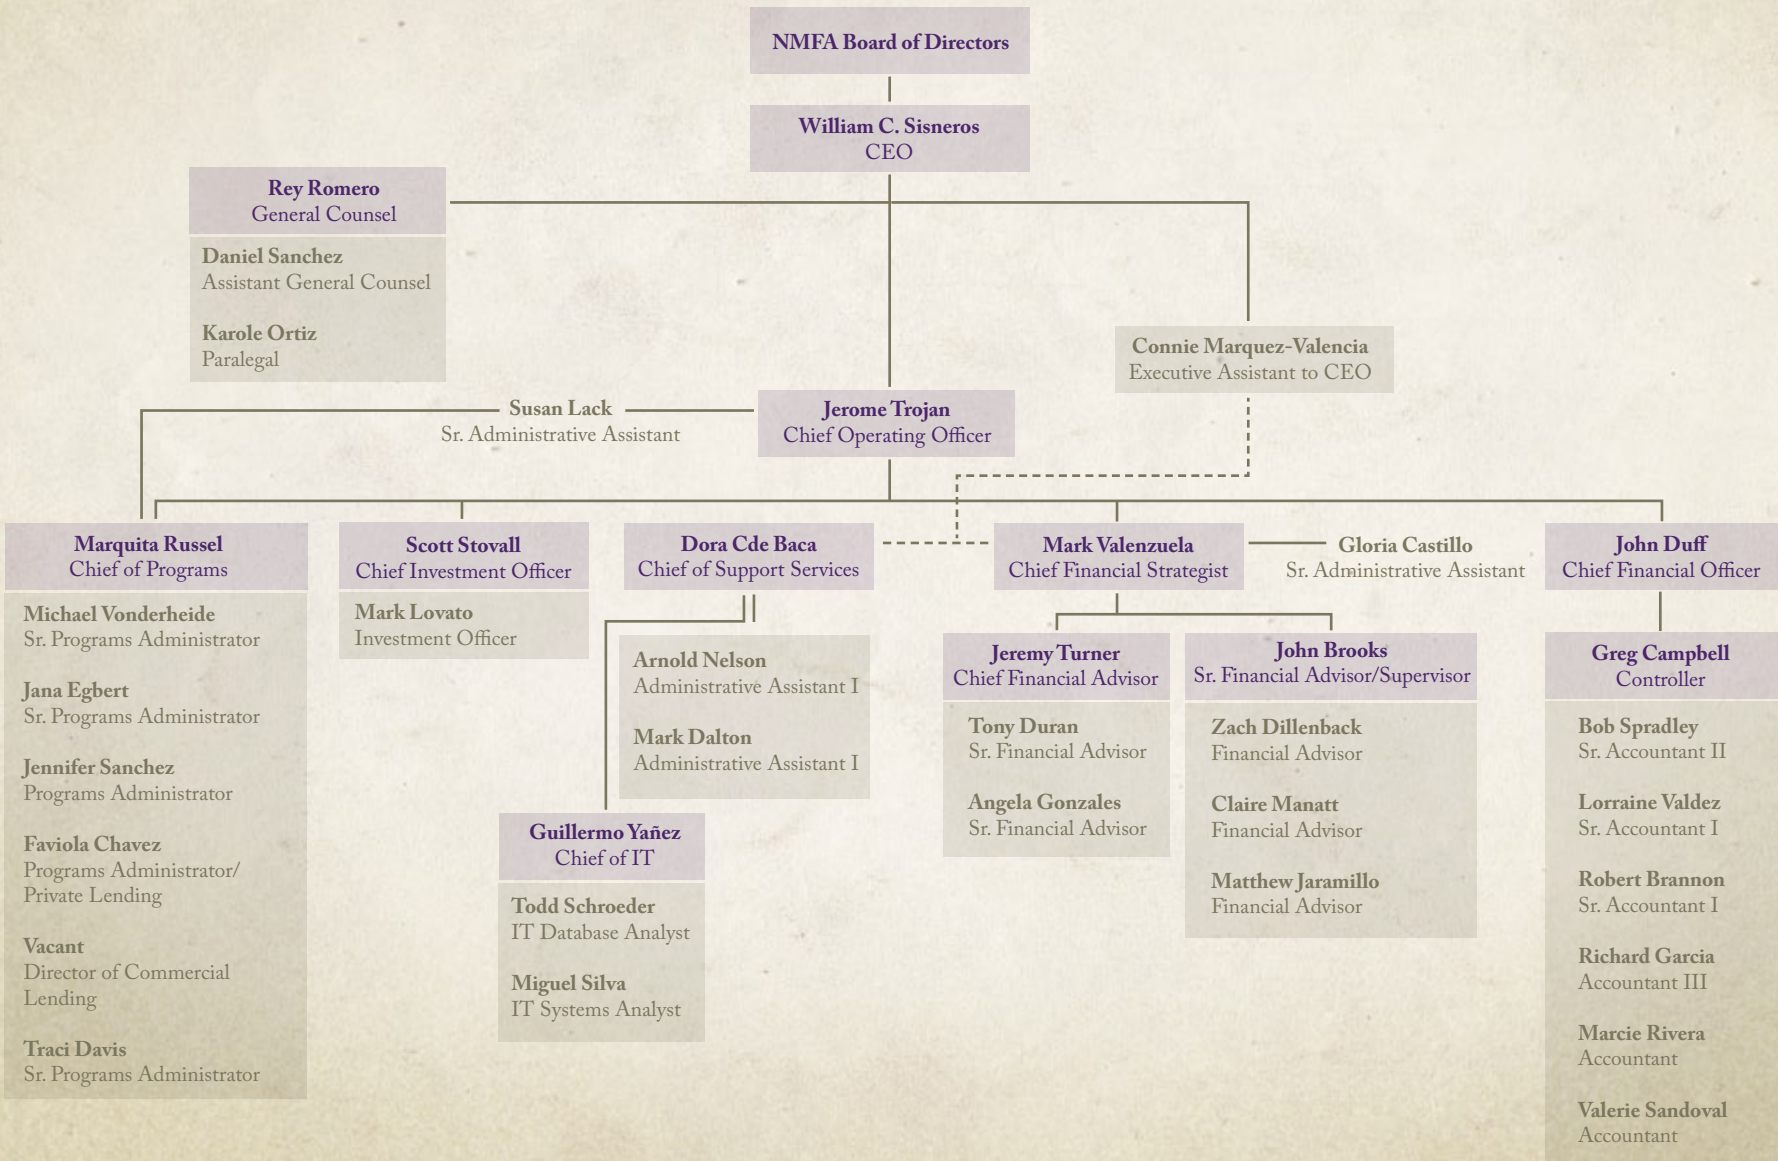 NMFA Board of Directors
William C. Sisneros
CEO
Rey Romero
General Counsel
Daniel Sanchez
Assistant General Counsel
Karole Ortiz
Paralegal
Connie Marquez-Valencia
Executive Assistant to CEO
Susan Lack
Sr. Administrative Assistant
Jerome Trojan
Chief Operating Officer
Marquita Russel
Chief of Programs
Michael Vonderheide
Sr. Programs Administrator
Jana Egbert
Sr. Programs Administrator
Jennifer Sanchez
Programs Administrator
Faviola Chavez
Programs Administrator/
Private Lending
Vacant
Director of Commercial
Lending
Traci Davis
Sr. Programs Administrator
Scott Stovall
Chief Investment Officer
Mark Lovato
Investment Officer
Dora Cde Baca
Chief of Support Services
Arnold Nelson
Administrative Assistant I
Mark Dalton
Administrative Assistant I
Guillermo Yañez
Chief of IT
Todd Schroeder
IT Database Analyst
Miguel Silva
IT Systems Analyst
Mark Valenzuela
Chief Financial Strategist
Gloria Castillo
Sr. Administrative Assistant
Jeremy Turner
Chief Financial Advisor
Tony Duran
Sr. Financial Advisor
Angela Gonzales
Sr. Financial Advisor
John Brooks
Sr. Financial Advisor/Supervisor
Zach Dillenback
Financial Advisor
Claire Manatt
Financial Advisor
Matthew Jaramillo
Financial Advisor
John Duff
Chief Financial Officer
Greg Campbell
Controller
Bob Spradley
Sr. Accountant II
Lorraine Valdez
Sr. Accountant I
Robert Brannon
Sr. Accountant I
Richard Garcia
Accountant III
Marcie Rivera
Accountant
Valerie Sandoval
Accountant